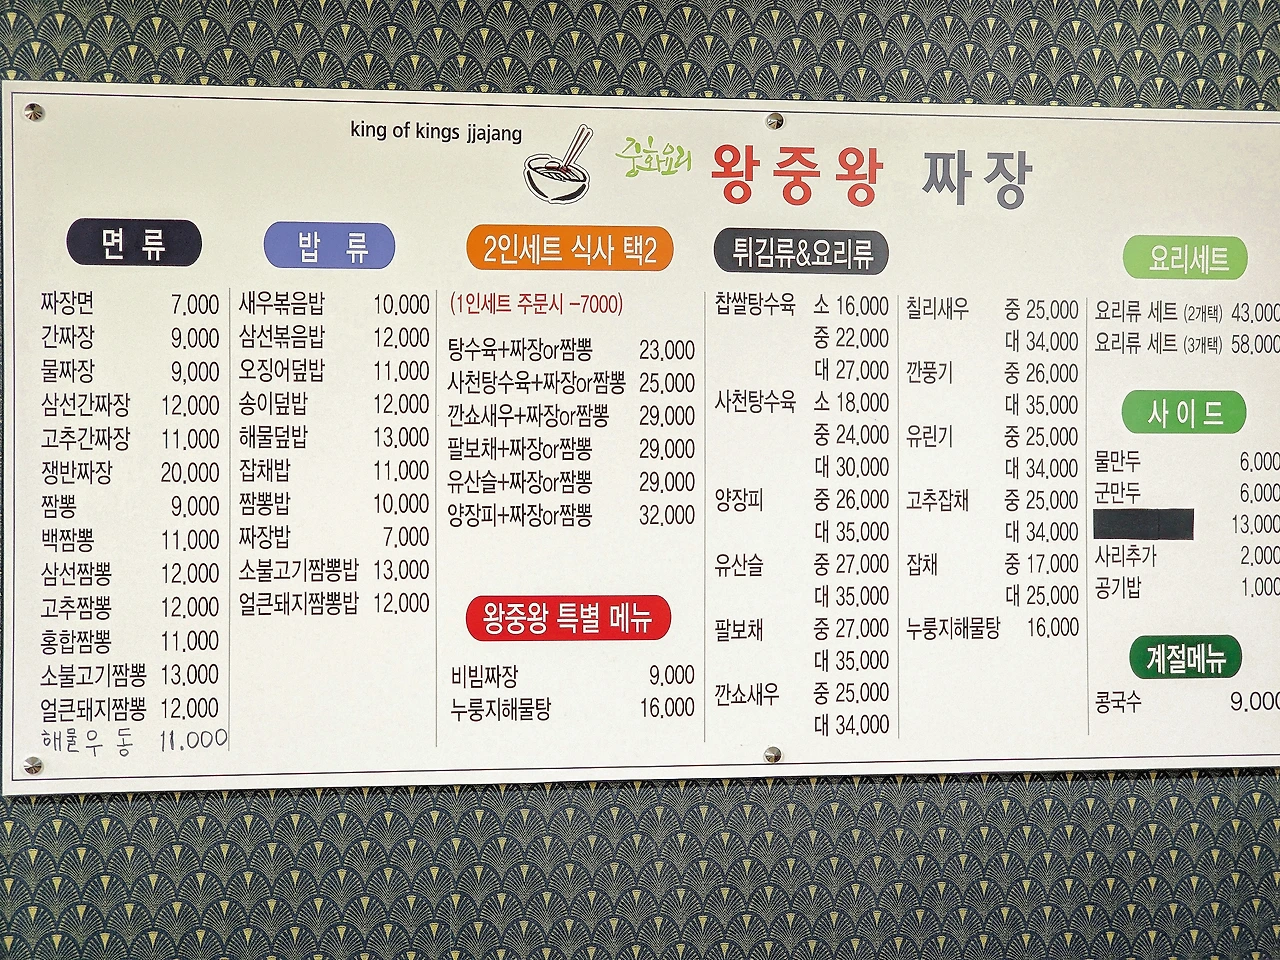 king of kings jjajang
중화요리 왕중왕 짜장
면 류
짜장면 7,000
간짜장 9,000
물짜장 9,000
삼선간짜장 12,000
고추간짜장 11,000
쟁반짜장 20,000
짬뽕 9,000
백짬뽕 11,000
삼선짬뽕 12,000
고추짬뽕 12,000
홍합짬뽕 11,000
소불고기짬뽕 13,000
얼큰돼지짬뽕 12,000
해물우동 11.000
밥 류
새우볶음밥 10,000
삼선볶음밥 12,000
오징어덮밥 11,000
송이덮밥 12,000
해물덮밥 13,000
잡채밥 11,000
짬뽕밥 10,000
짜장밥 7,000
소불고기짬뽕밥 13,000
얼큰돼지짬뽕밥 12,000
2인세트 식사 택2
(1인세트 주문시 -7000)
탕수육+짜장or짬뽕 23,000
사천탕수육+짜장or짬뽕 25,000
깐쇼새우+짜장or짬뽕 29,000
팔보채+짜장or짬뽕 29,000
유산슬+짜장or짬뽕 29,000
양장피+짜장or짬뽕 32,000
왕중왕 특별 메뉴
비빔짜장 9,000
누룽지해물탕 16,000
튀김류&요리류
찹쌀탕수육 소 16,000
중 22,000
대 27,000
사천탕수육 소 18,000
중 24,000
대 30,000
양장피 중 26,000
대 35,000
유산슬 중 27,000
대 35,000
팔보채 중 27,000
대 35,000
깐쇼새우 중 25,000
대 34,000
칠리새우 중 25,000
대 34,000
깐풍기 중 26,000
대 35,000
유린기 중 25,000
대 34,000
고추잡채 중 25,000
대 34,000
잡채 중 17,000
대 25,000
누룽지해물탕 16,000
요리세트
요리류 세트 (2개택) 43,000
요리류 세트 (3개택) 58,000
사이드
물만두 6,000
군만두 6,000
13,000
사리추가 2,000
공기밥 1,000
계절메뉴
콩국수 9,000